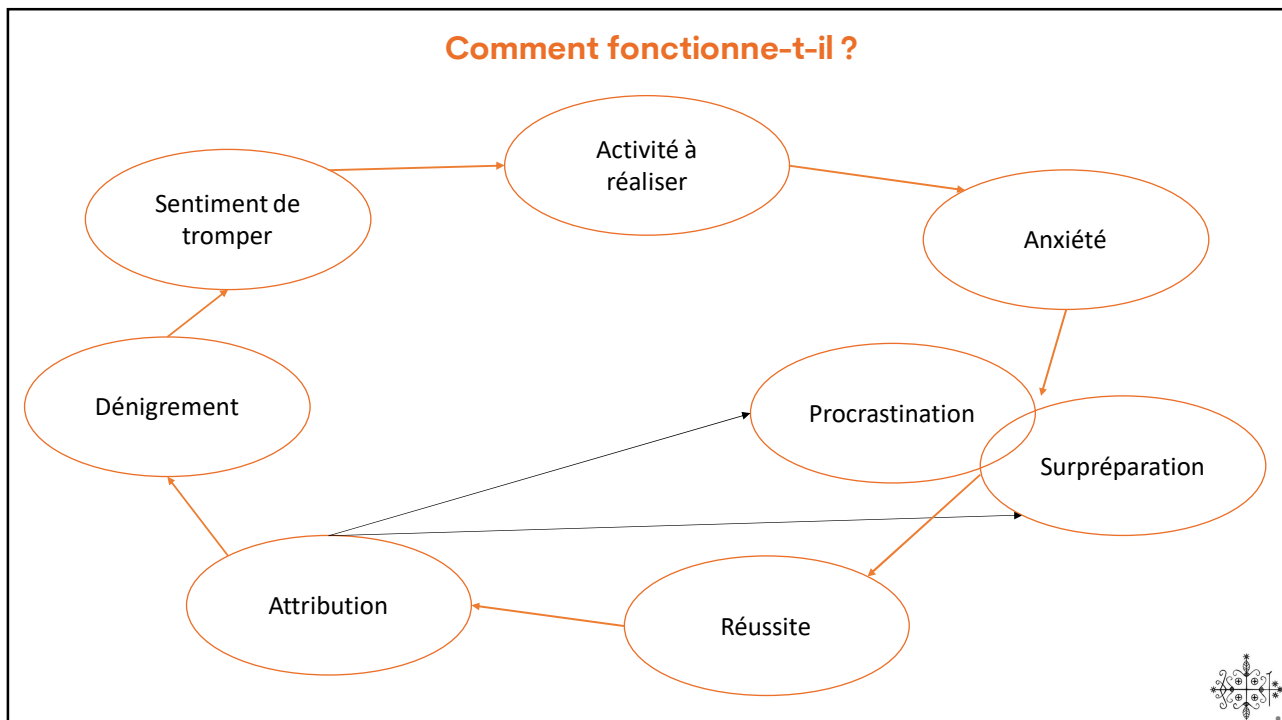 Comment fonctionne-t-il ?
Activité à
réaliser
Sentiment de
tromper
Anxiété
Dénigrement
Procrastination
Surpréparation
Attribution
Réussite